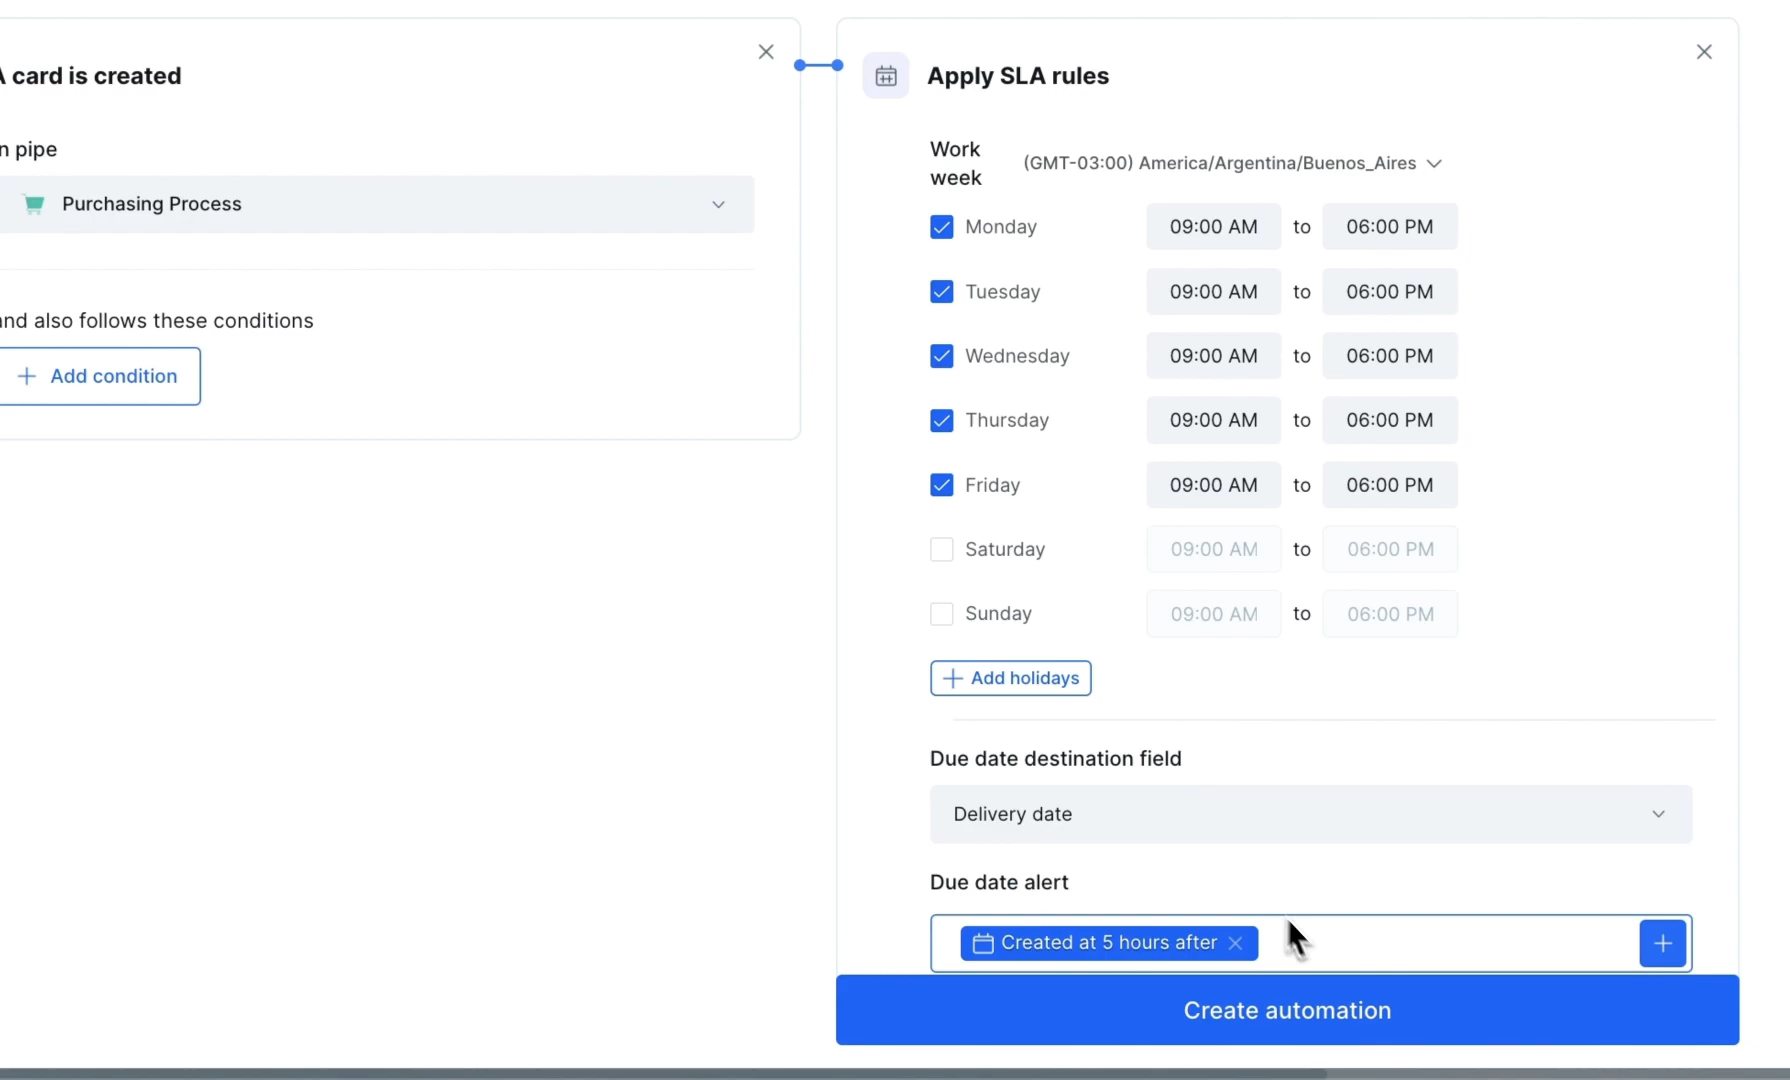 A card is created
n pipe
Purchasing Process
and also follows these conditions
Add condition
Apply SLA rules
Work week
(GMT-03:00) America/Argentina/Buenos_Aires
Monday 09:00 AM to 06:00 PM
Tuesday 09:00 AM to 06:00 PM
Wednesday 09:00 AM to 06:00 PM
Thursday 09:00 AM to 06:00 PM
Friday 09:00 AM to 06:00 PM
Saturday 09:00 AM to 06:00 PM
Sunday 09:00 AM to 06:00 PM
Add holidays
Due date destination field
Delivery date
Due date alert
Created at 5 hours after
Create automation